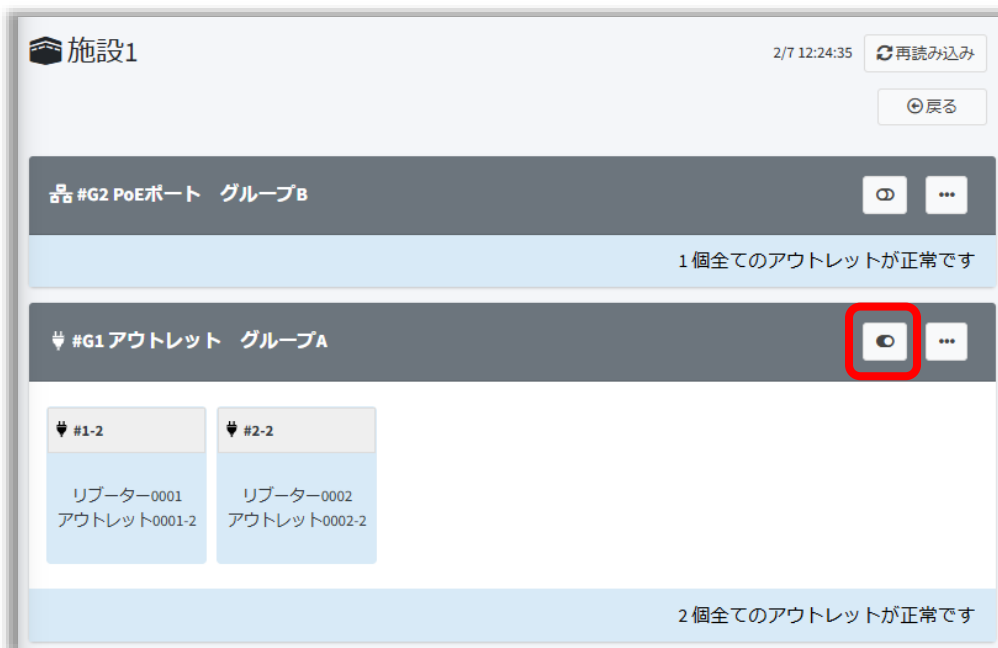 施設1
2/7 12:24:35 再読み込み
戻る
#G2 PoEポート　グループB
1個全てのアウトレットが正常です
#G1 アウトレット　グループA
#1-2
リブーター0001
アウトレット0001-2
#2-2
リブーター0002
アウトレット0002-2
2個全てのアウトレットが正常です